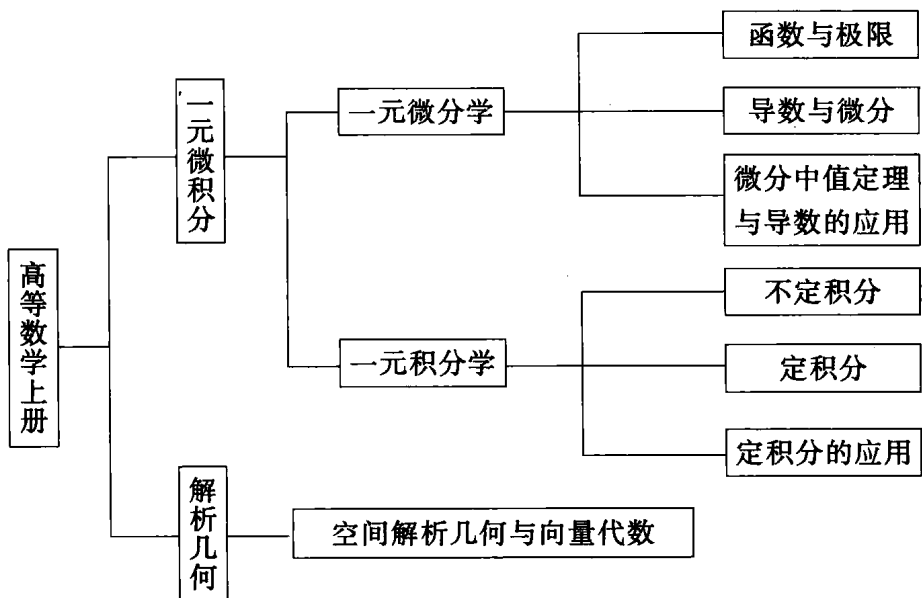 高等数学上册
一元微积分
一元微分学
函数与极限
导数与微分
微分中值定理
与导数的应用
一元积分学
不定积分
定积分
定积分的应用
解析几何
空间解析几何与向量代数